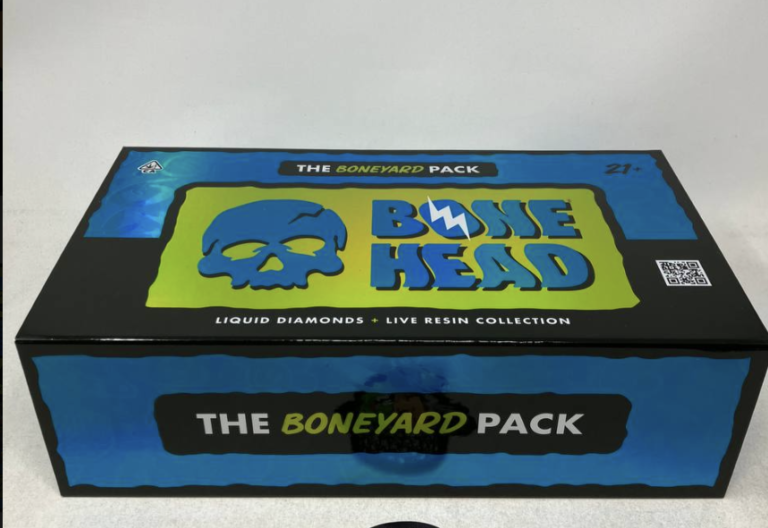 THE BONEYARD PACK
21+
BONE
HEAD
LIQUID DIAMONDS + LIVE RESIN COLLECTION
THE BONEYARD PACK